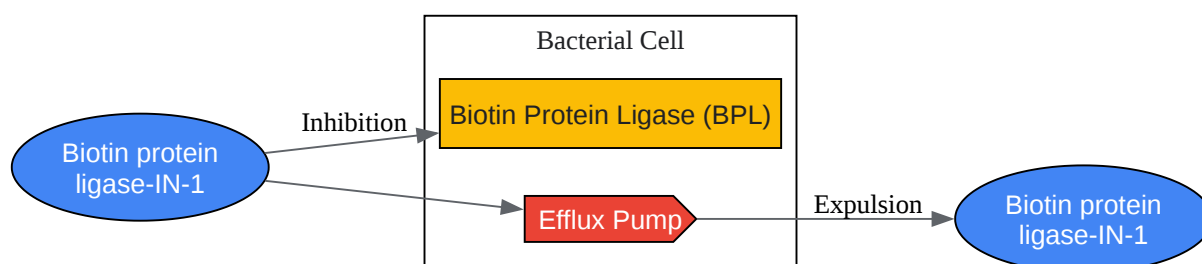 Bacterial Cell
Biotin Protein Ligase (BPL)
Inhibition
Biotin protein
ligase-IN-1
Efflux Pump
Expulsion
Biotin protein
ligase-IN-1